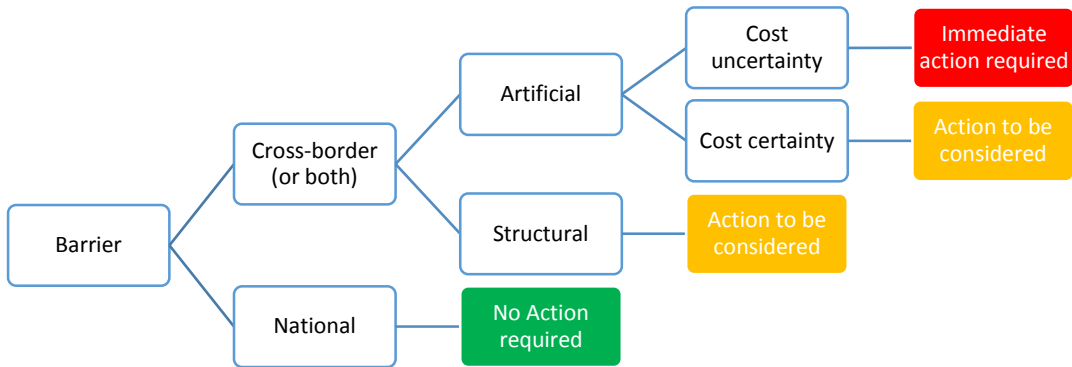 Cost
uncertainty
Immediate
action required
Artificial
Cost certainty
Action to be
considered
Cross-border
(or both)
Barrier
Structural
Action to be
considered
National
No Action
required